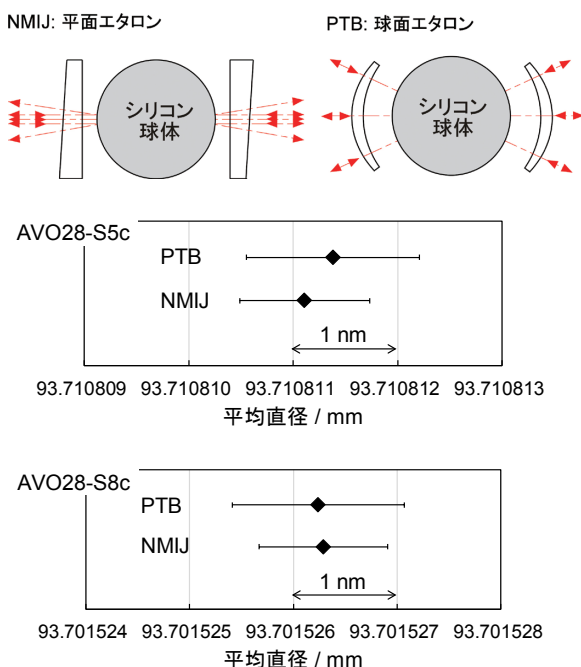 NMIJ: 平面エタロン
PTB: 球面エタロン
シリコン
球体
シリコン
球体
AVO28-S5c
PTB
NMIJ
1 nm
93.710809 93.710810 93.710811 93.710812 93.710813
平均直径 / mm
AVO28-S8c
PTB
NMIJ
1 nm
93.701524 93.701525 93.701526 93.701527 93.701528
平均直径 / mm